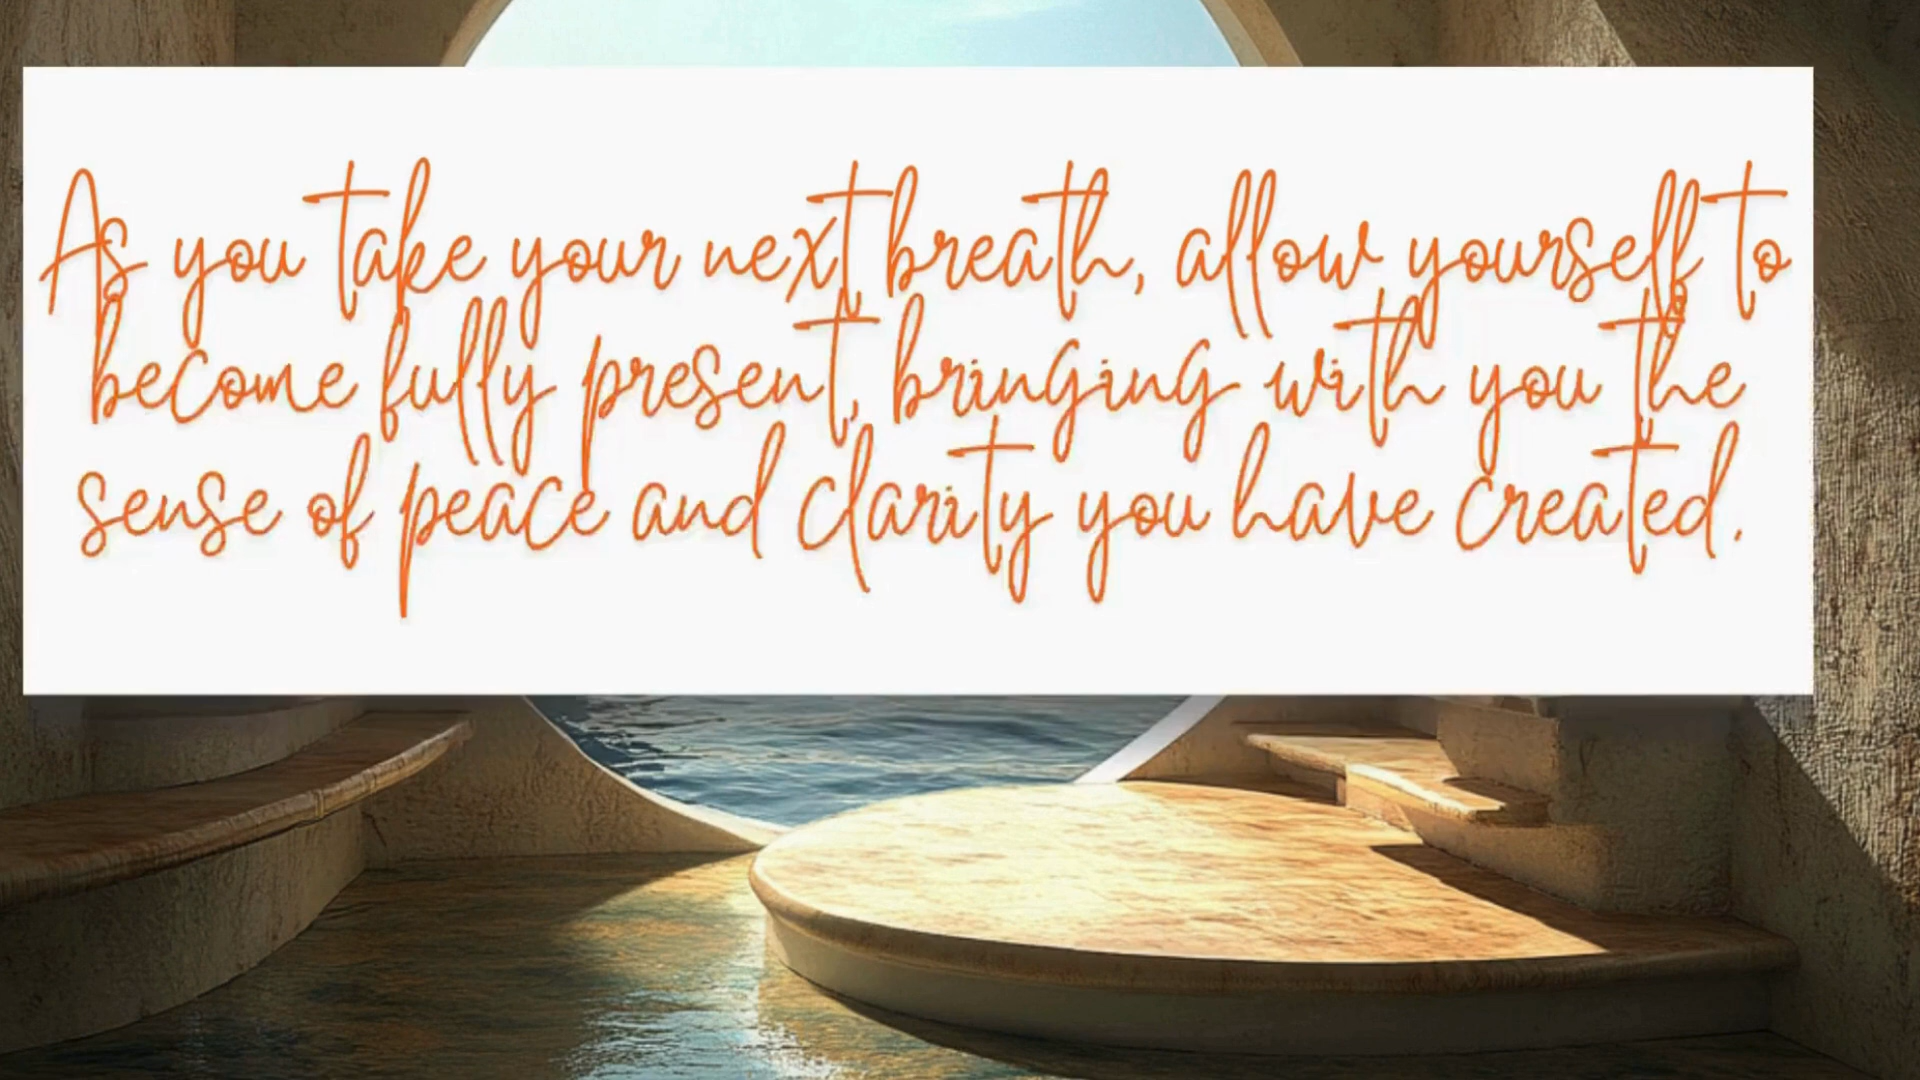 As you take your next breath, allow yourself to
become fully present, bringing with you the
sense of peace and clarity you have created.